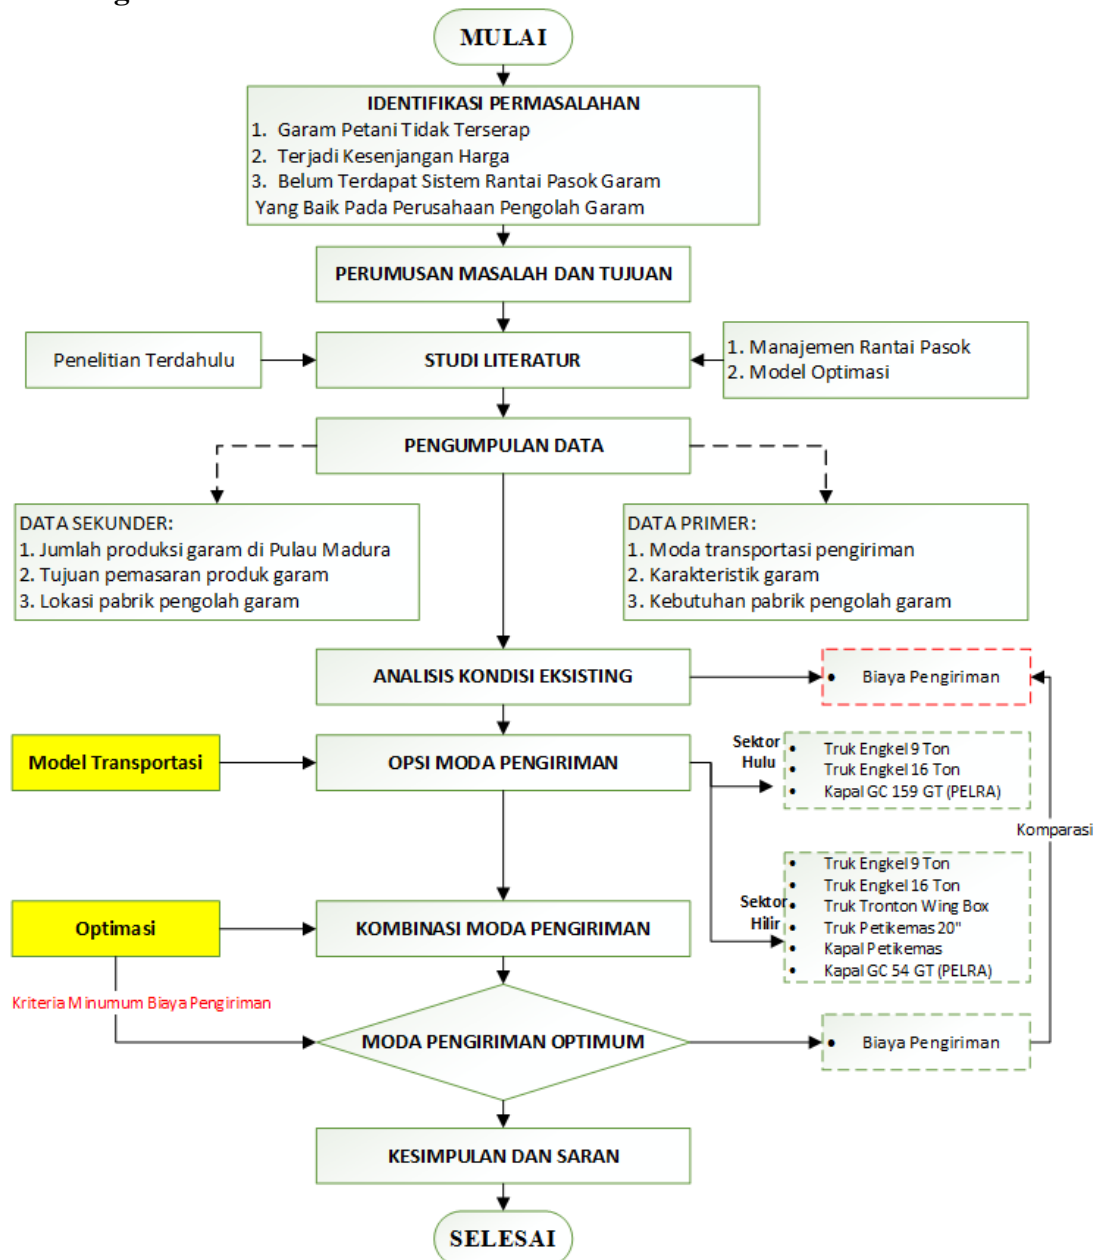 MULAI
IDENTIFIKASI PERMASALAHAN
1. Garam Petani Tidak Terserap
2. Terjadi Kesenjangan Harga
3. Belum Terdapat Sistem Rantai Pasok Garam
Yang Baik Pada Perusahaan Pengolah Garam
PERUMUSAN MASALAH DAN TUJUAN
Penelitian Terdahulu
STUDI LITERATUR
1. Manajemen Rantai Pasok
2. Model Optimasi
PENGUMPULAN DATA
DATA SEKUNDER:
1. Jumlah produksi garam di Pulau Madura
2. Tujuan pemasaran produk garam
3. Lokasi pabrik pengolah garam
DATA PRIMER:
1. Moda transportasi pengiriman
2. Karakteristik garam
3. Kebutuhan pabrik pengolah garam
ANALISIS KONDISI EKSISTING
• Biaya Pengiriman
Model Transportasi
OPSI MODA PENGIRIMAN
Sektor
Hulu
• Truk Engkel 9 Ton
• Truk Engkel 16 Ton
• Kapal GC 159 GT (PELRA)
Komparasi
Optimasi
KOMBINASI MODA PENGIRIMAN
Sektor
Hilir
• Truk Engkel 9 Ton
• Truk Engkel 16 Ton
• Truk Tronton Wing Box
• Truk Petikemas 20"
• Kapal Petikemas
• Kapal GC 54 GT (PELRA)
Kriteria Minumum Biaya Pengiriman
MODA PENGIRIMAN OPTIMUM
• Biaya Pengiriman
KESIMPULAN DAN SARAN
SELESAI